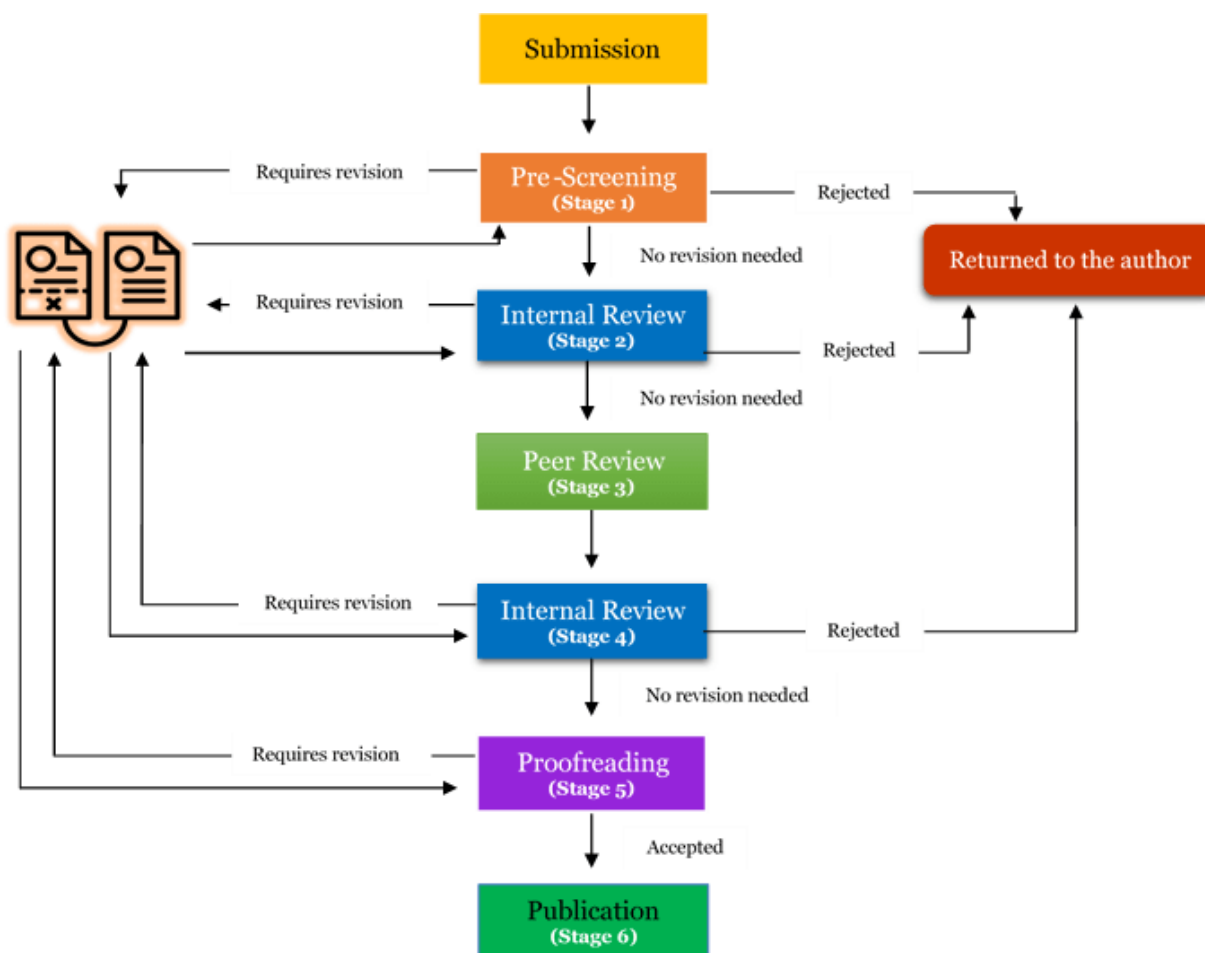 Submission
Requires revision
Pre-Screening
(Stage 1)
Rejected
No revision needed
Returned to the author
Requires revision
Internal Review
(Stage 2)
Rejected
No revision needed
Peer Review
(Stage 3)
Requires revision
Internal Review
(Stage 4)
Rejected
No revision needed
Requires revision
Proofreading
(Stage 5)
Accepted
Publication
(Stage 6)